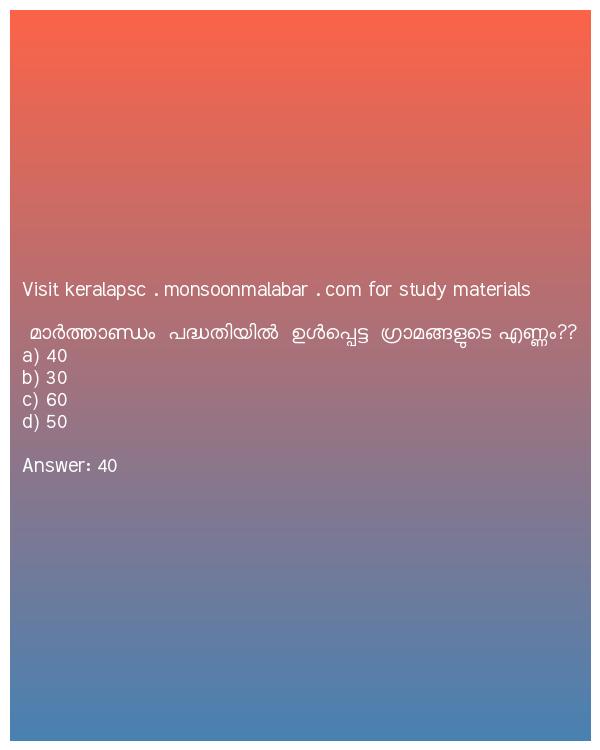 Visit keralapsc . monsoonmalabar . com for study materials
മാർത്താണ്ഡം പദ്ധതിയിൽ ഉൾപ്പെട്ട ഗ്രാമങ്ങളുടെ എണ്ണം??
a) 40
b) 30
c) 60
d) 50
Answer: 40